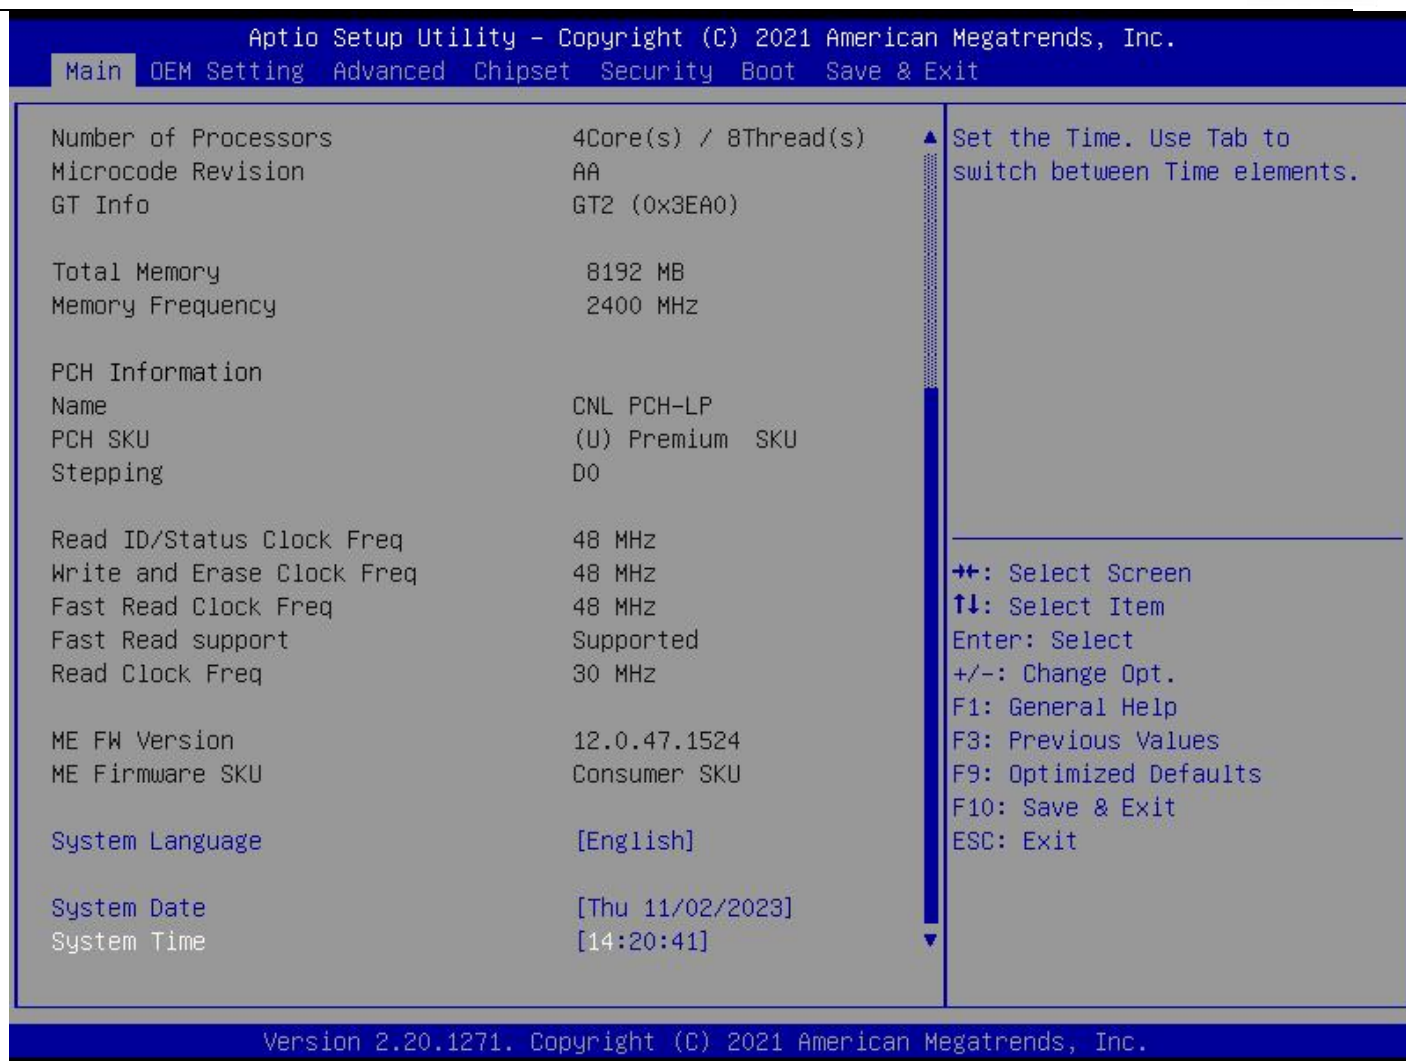 Aptio Setup Utility – Copyright (C) 2021 American Megatrends, Inc.
Main OEM Setting Advanced Chipset Security Boot Save & Exit
Number of Processors 4Core(s) / 8Thread(s)
Microcode Revision AA
GT Info GT2 (0x3EA0)
Total Memory 8192 MB
Memory Frequency 2400 MHz
PCH Information
Name CNL PCH-LP
PCH SKU (U) Premium SKU
Stepping D0
Read ID/Status Clock Freq 48 MHz
Write and Erase Clock Freq 48 MHz
Fast Read Clock Freq 48 MHz
Fast Read support Supported
Read Clock Freq 30 MHz
ME FW Version 12.0.47.1524
ME Firmware SKU Consumer SKU
System Language [English]
System Date [Thu 11/02/2023]
System Time [14:20:41]
Set the Time. Use Tab to
switch between Time elements.
→←: Select Screen
↑↓: Select Item
Enter: Select
+/-: Change Opt.
F1: General Help
F3: Previous Values
F9: Optimized Defaults
F10: Save & Exit
ESC: Exit
Version 2.20.1271. Copyright (C) 2021 American Megatrends, Inc.